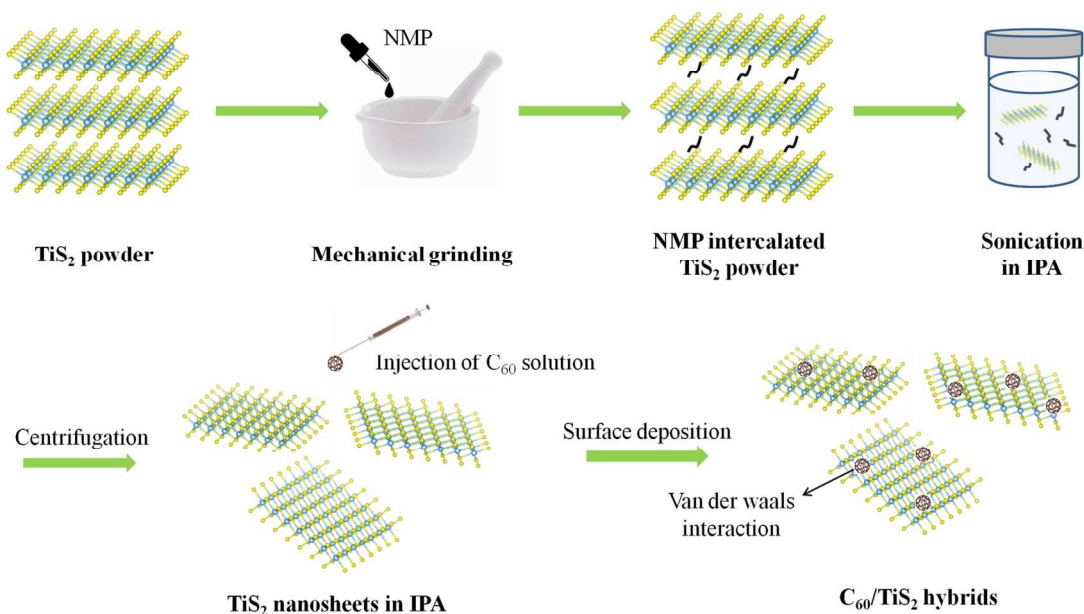 NMP
TiS₂ powder
Mechanical grinding
NMP intercalated
TiS₂ powder
Sonication
in IPA
Injection of C₆₀ solution
Centrifugation
Surface deposition
Van der waals
interaction
TiS₂ nanosheets in IPA
C₆₀/TiS₂ hybrids